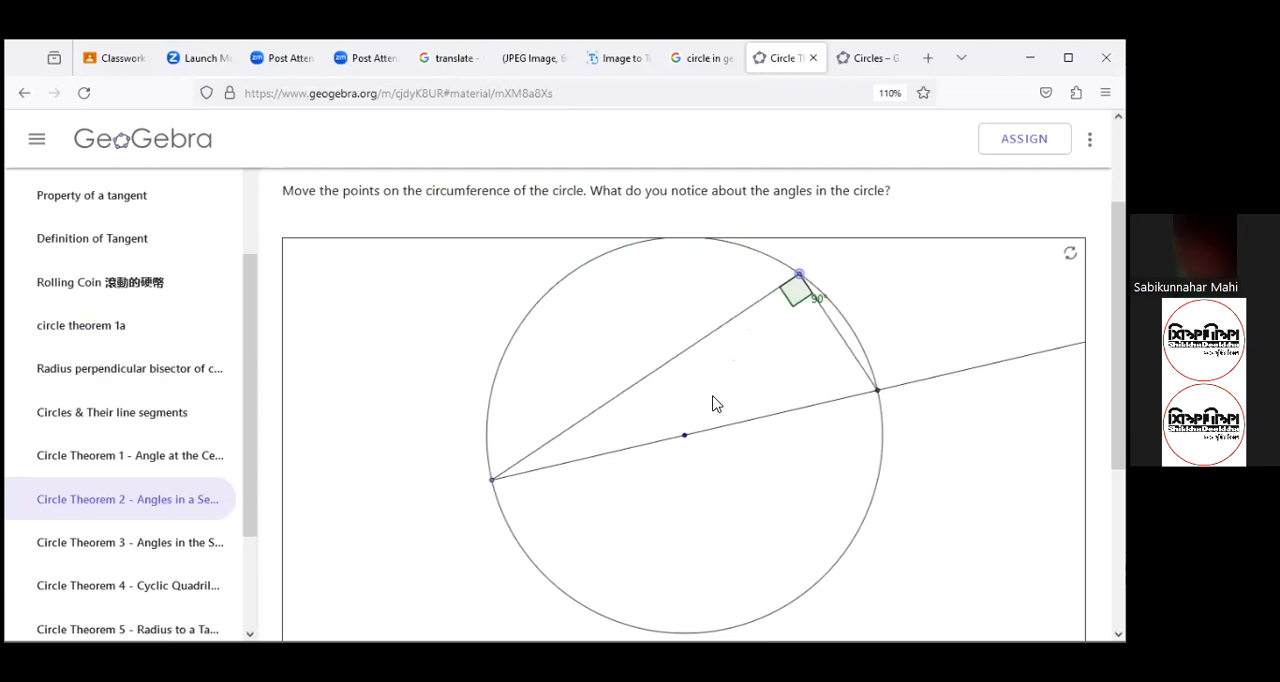 Classwork
Launch M
Post Atten
Post Atten
translate -
(JPEG Image, 6
Image to T
circle in ge
Circle T
Circles – G
https://www.geogebra.org/m/cjdyK8UR#material/mXM8a8Xs
110%
GeoGebra
ASSIGN
Property of a tangent
Definition of Tangent
Rolling Coin 滾動的硬幣
circle theorem 1a
Radius perpendicular bisector of c...
Circles & Their line segments
Circle Theorem 1 - Angle at the Ce...
Circle Theorem 2 - Angles in a Se...
Circle Theorem 3 - Angles in the S...
Circle Theorem 4 - Cyclic Quadril...
Circle Theorem 5 - Radius to a Ta...
Move the points on the circumference of the circle. What do you notice about the angles in the circle?
90°
Sabikunnahar Mahi